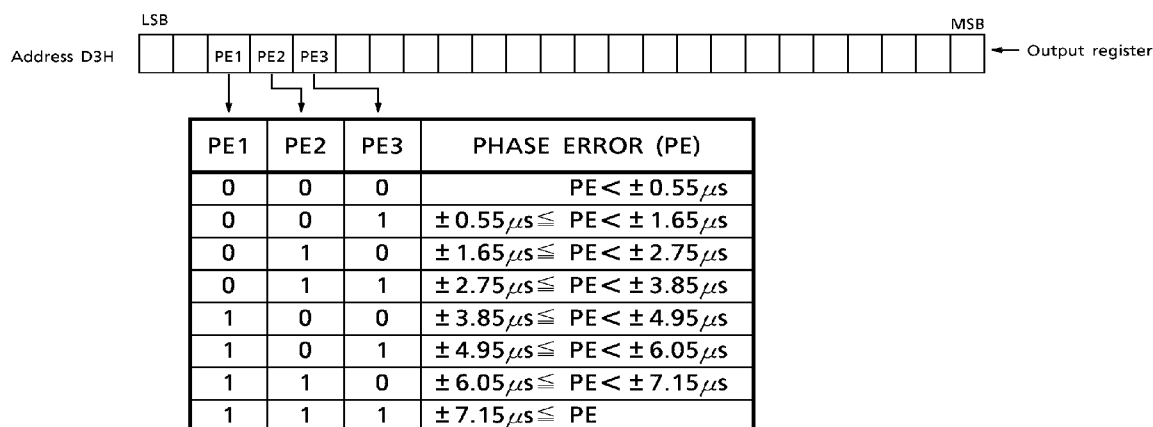 LSB MSB
Address D3H PE1 PE2 PE3 Output register
PE1 PE2 PE3 PHASE ERROR (PE)
0 0 0 PE< ±0.55μs
0 0 1 ±0.55μs≦ PE< ±1.65μs
0 1 0 ±1.65μs≦ PE< ±2.75μs
0 1 1 ±2.75μs≦ PE< ±3.85μs
1 0 0 ±3.85μs≦ PE< ±4.95μs
1 0 1 ±4.95μs≦ PE< ±6.05μs
1 1 0 ±6.05μs≦ PE< ±7.15μs
1 1 1 ±7.15μs≦ PE